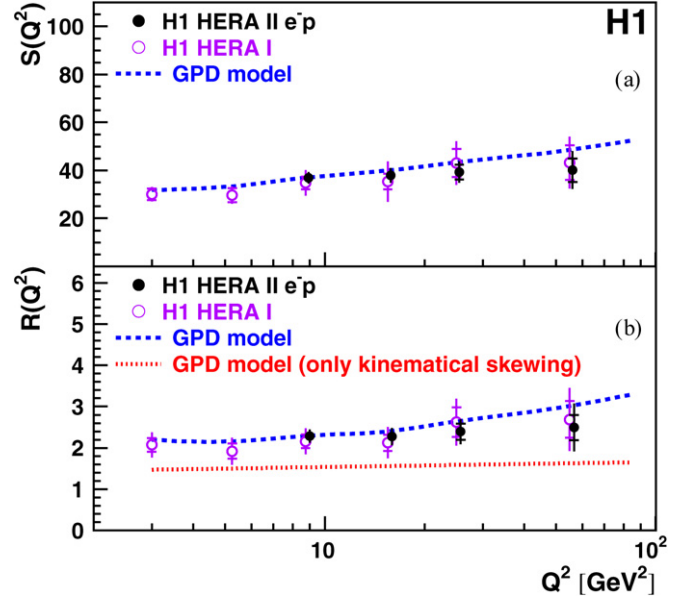 S(Q²)
100
80
60
40
20
H1 HERA II e⁻p
H1 HERA I
GPD model
H1
(a)
R(Q²)
6
5
4
3
2
1
0
H1 HERA II e⁻p
H1 HERA I
GPD model
GPD model (only kinematical skewing)
(b)
10
10²
Q² [GeV²]